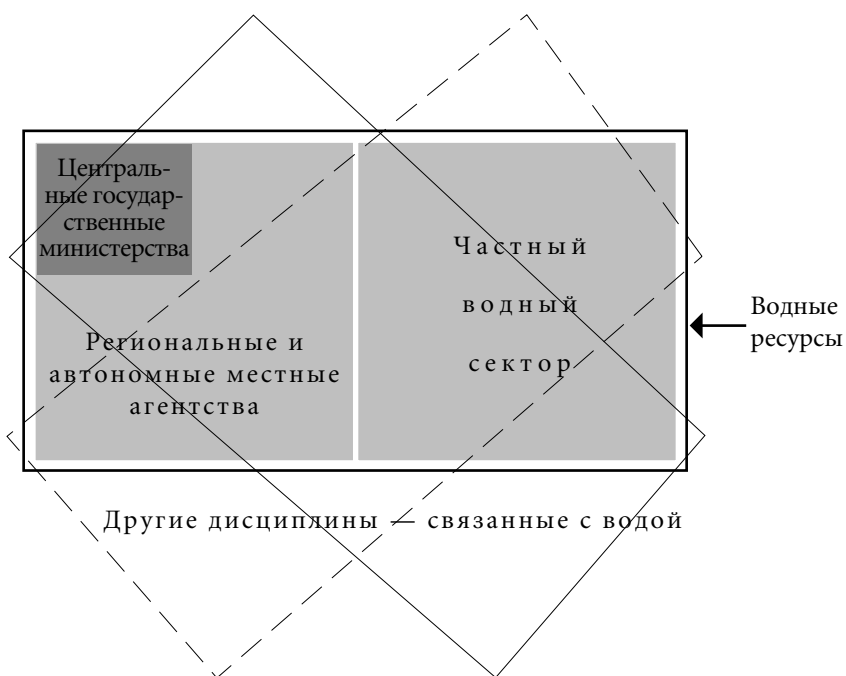 Централь-
ные государ-
ственные
министерства
Частный
водный
сектор
Региональные и
автономные местные
агентства
Водные
ресурсы
Другие дисциплины — связанные с водой